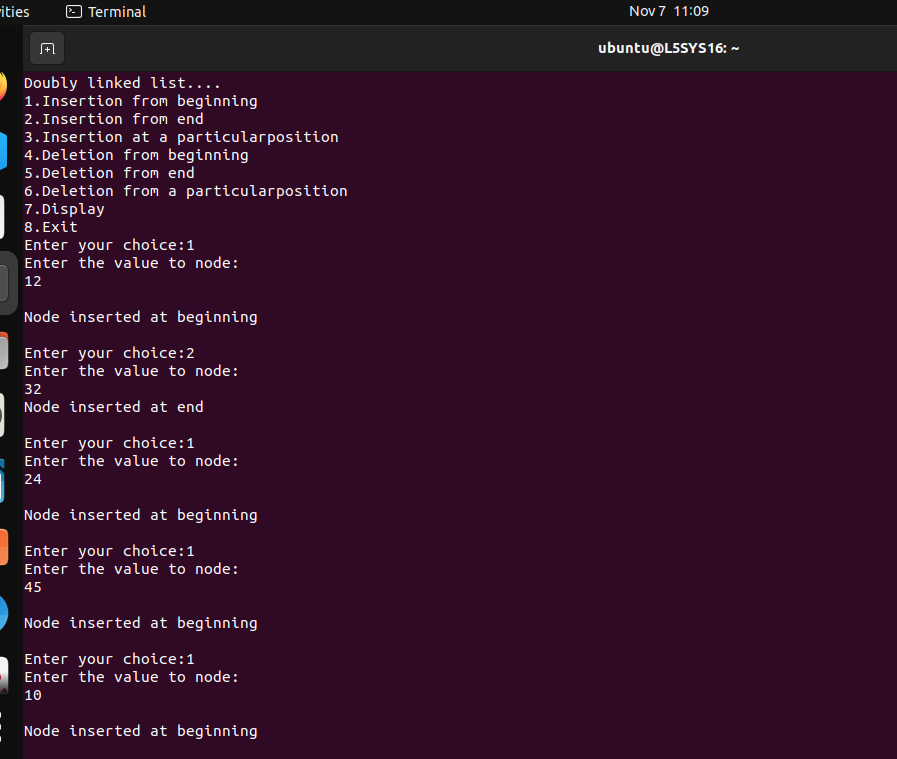 ities
Terminal
Nov 7 11:09
ubuntu@L5SYS16: ~
Doubly linked list....
1.Insertion from beginning
2.Insertion from end
3.Insertion at a particularposition
4.Deletion from beginning
5.Deletion from end
6.Deletion from a particularposition
7.Display
8.Exit
Enter your choice:1
Enter the value to node:
12
Node inserted at beginning
Enter your choice:2
Enter the value to node:
32
Node inserted at end
Enter your choice:1
Enter the value to node:
24
Node inserted at beginning
Enter your choice:1
Enter the value to node:
45
Node inserted at beginning
Enter your choice:1
Enter the value to node:
10
Node inserted at beginning